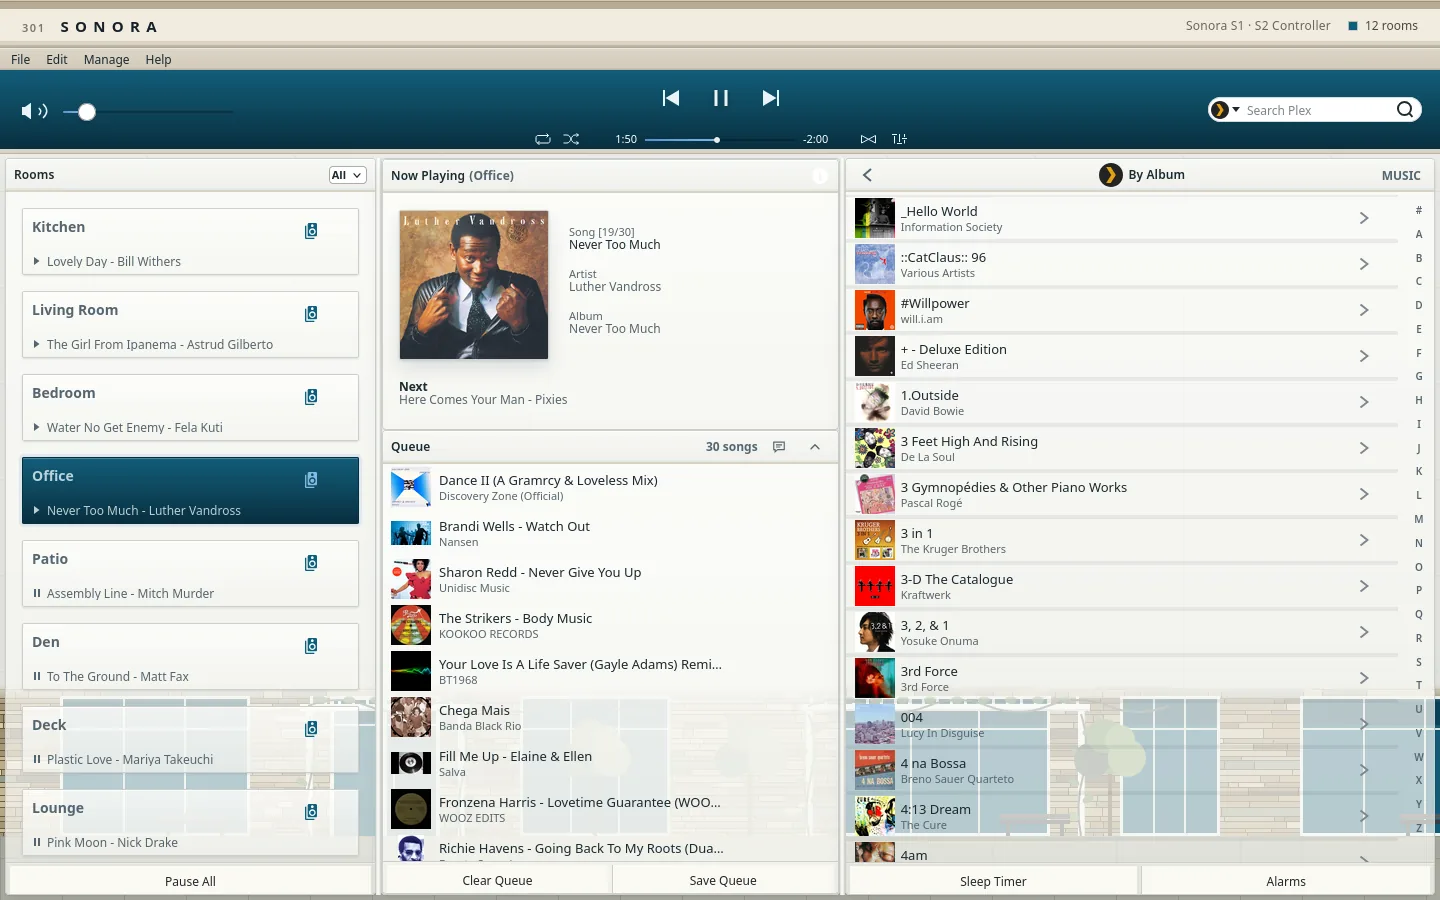 301 SONORA
Sonora S1 · S2 Controller
12 rooms
File Edit Manage Help
Search Plex
1:50
-2:00
Rooms
All
Kitchen
Lovely Day - Bill Withers
Living Room
The Girl From Ipanema - Astrud Gilberto
Bedroom
Water No Get Enemy - Fela Kuti
Office
Never Too Much - Luther Vandross
Patio
Assembly Line - Mitch Murder
Den
To The Ground - Matt Fax
Deck
Plastic Love - Mariya Takeuchi
Lounge
Pink Moon - Nick Drake
Pause All
Now Playing (Office)
Luther Vandross
Song [19/30]
Never Too Much
Artist
Luther Vandross
Album
Never Too Much
Next
Here Comes Your Man - Pixies
Queue
30 songs
Dance II (A Gramrcy & Loveless Mix)
Discovery Zone (Official)
Brandi Wells - Watch Out
Nansen
Sharon Redd - Never Give You Up
Unidisc Music
The Strikers - Body Music
KOOKOO RECORDS
Your Love Is A Life Saver (Gayle Adams) Remi...
BT1968
Chega Mais
Banda Black Rio
Fill Me Up - Elaine & Ellen
Salva
Fronzena Harris - Lovetime Guarantee (WOO...
WOOZ EDITS
Richie Havens - Going Back To My Roots (Dua...
Clear Queue
Save Queue
By Album
MUSIC
_Hello World
Information Society
::CatClaus:: 96
Various Artists
#Willpower
will.i.am
+ - Deluxe Edition
Ed Sheeran
1.Outside
David Bowie
3 Feet High And Rising
De La Soul
3 Gymnopédies & Other Piano Works
Pascal Rogé
3 in 1
The Kruger Brothers
3-D The Catalogue
Kraftwerk
3, 2, & 1
Yosuke Onuma
3rd Force
3rd Force
004
Lucy In Disguise
4 na Bossa
Breno Sauer Quarteto
4:13 Dream
The Cure
4am
#
A
B
C
D
E
F
G
H
I
J
K
L
M
N
O
P
Q
R
S
T
U
V
W
X
Y
Z
Sleep Timer
Alarms